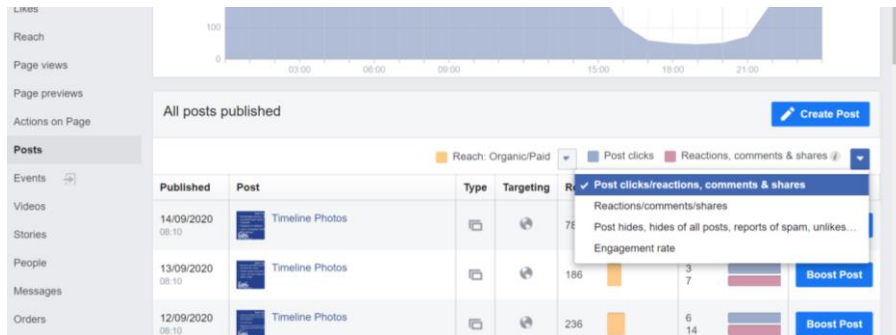 Likes
Reach
Page views
Page previews
Actions on Page
Posts
Events
Videos
Stories
People
Messages
Orders
100
0
03:00 06:00 09:00 15:00 18:00 21:00
All posts published
Create Post
Reach: Organic/Paid Post clicks Reactions, comments & shares i
Published Post Type Targeting
✓ Post clicks/reactions, comments & shares
Reactions/comments/shares
Post hides, hides of all posts, reports of spam, unlikes...
Engagement rate
14/09/2020 Timeline Photos
08:10
13/09/2020 Timeline Photos 186 3 Boost Post
08:10 7
12/09/2020 Timeline Photos 236 6 Boost Post
08:10 14